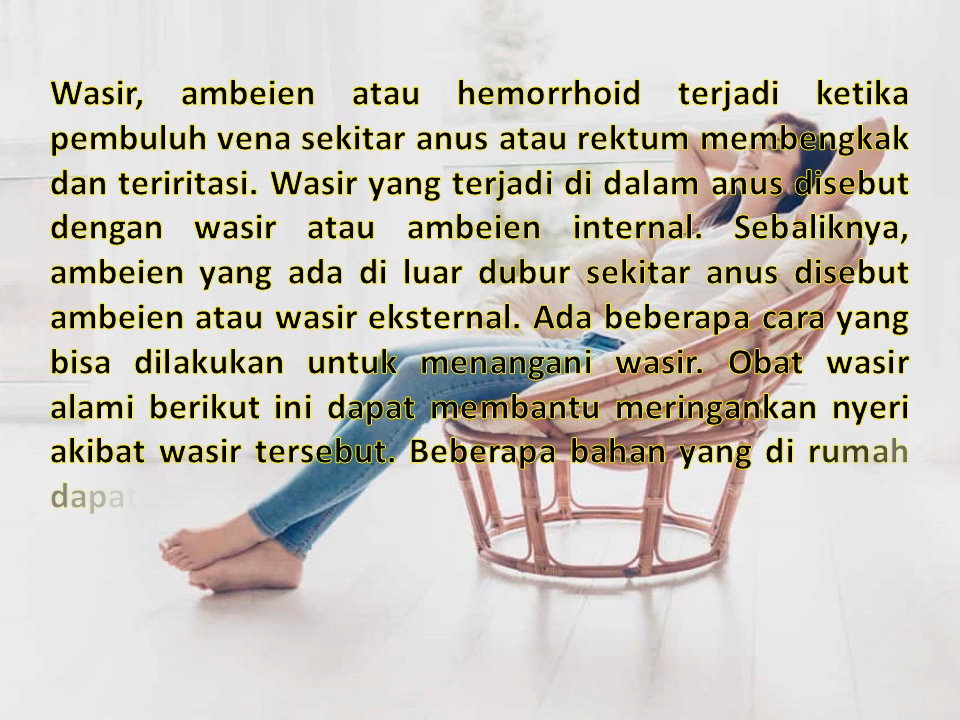 Wasir, ambeien atau hemorrhoid terjadi ketika
pembuluh vena sekitar anus atau rektum membengkak
dan teriritasi. Wasir yang terjadi di dalam anus disebut
dengan wasir atau ambeien internal. Sebaliknya,
ambeien yang ada di luar dubur sekitar anus disebut
ambeien atau wasir eksternal. Ada beberapa cara yang
bisa dilakukan untuk menangani wasir. Obat wasir
alami berikut ini dapat membantu meringankan nyeri
akibat wasir tersebut. Beberapa bahan yang di rumah
dapat